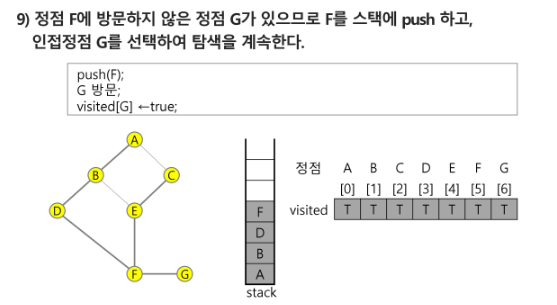 9) 정점 F에 방문하지 않은 정점 G가 있으므로 F를 스택에 push 하고,
인접정점 G를 선택하여 탐색을 계속한다.
push(F);
G 방문;
visited[G] ←true;
A
B
C
D
E
F
G
F
D
B
A
stack
정점 A B C D E F G
[0] [1] [2] [3] [4] [5] [6]
visited T T T T T T T